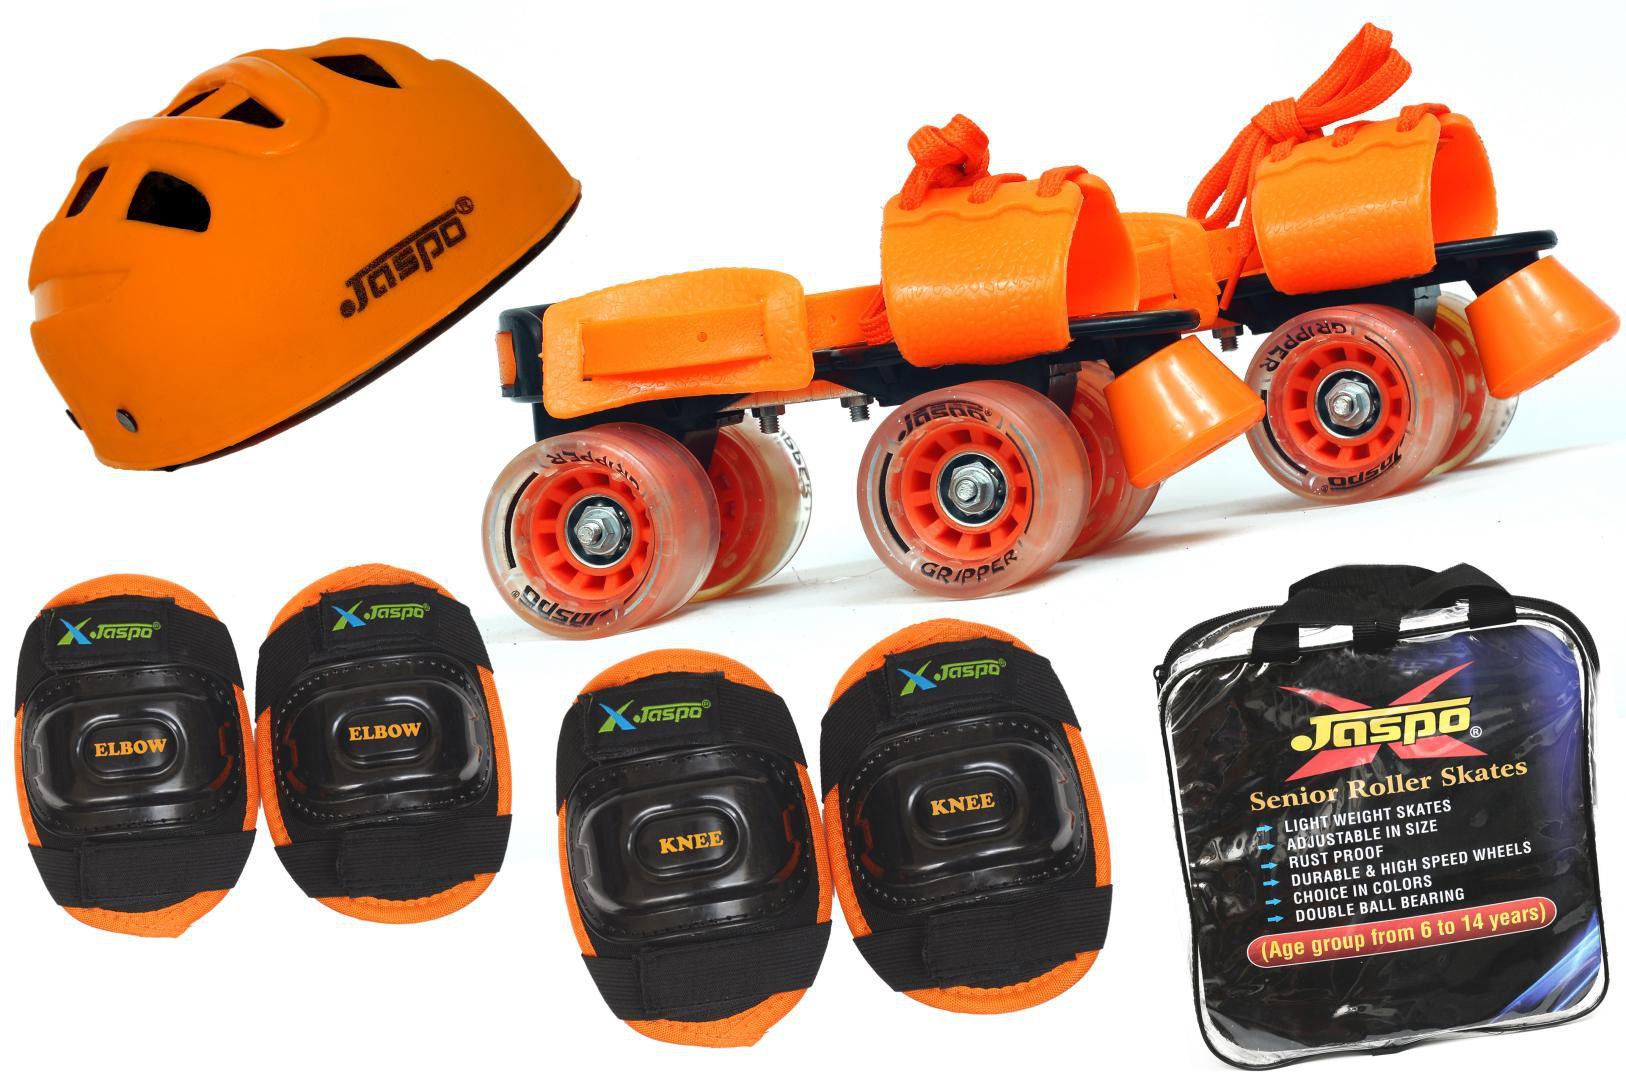 Jaspo®
GRIPPER
Jaspo
Jaspo®
GRIPPER
GRIPPER
Jaspo®
X Jaspo®
ELBOW
X Jaspo®
ELBOW
X Jaspo®
KNEE
X Jaspo®
KNEE
X Jaspo®
Senior Roller Skates
LIGHT WEIGHT SKATES
ADJUSTABLE IN SIZE
RUST PROOF
DURABLE & HIGH SPEED WHEELS
CHOICE IN COLORS
DOUBLE BALL BEARING
(Age group from 6 to 14 years)